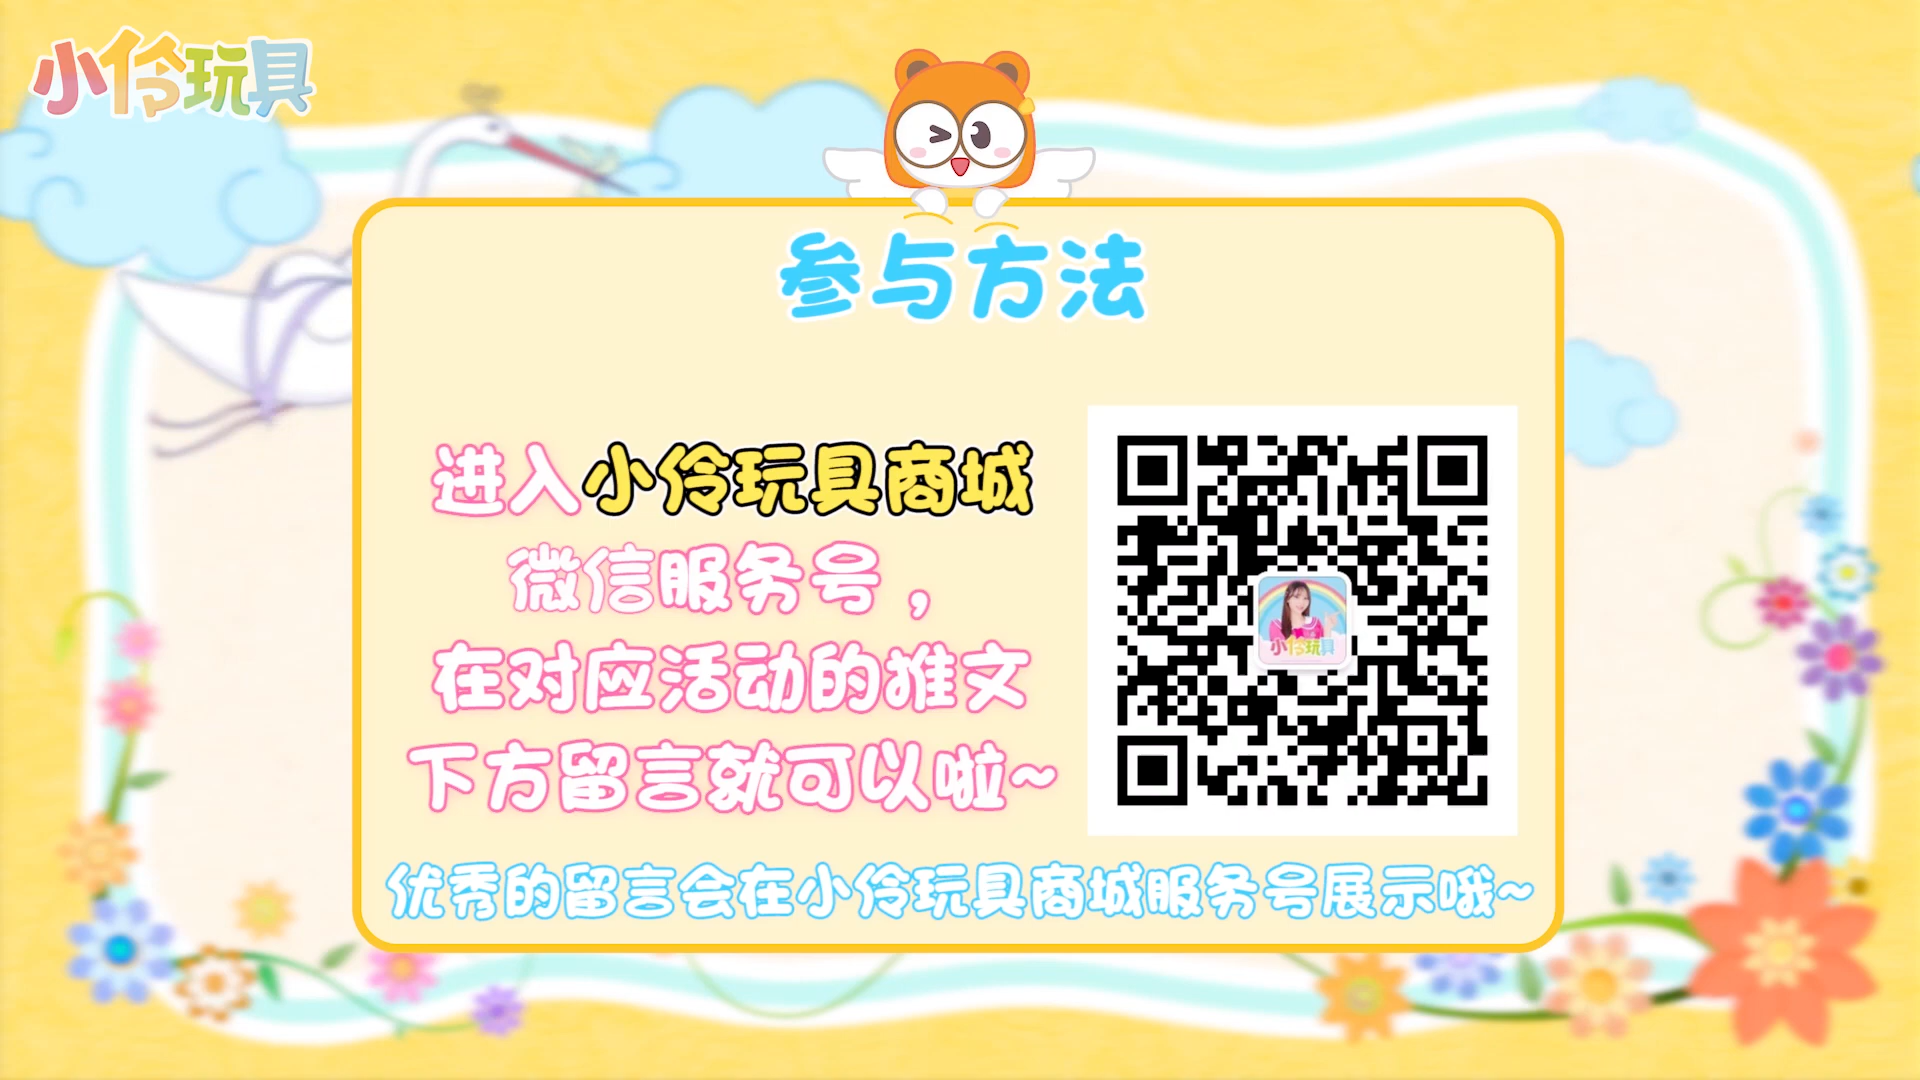 小伶玩具
参与方法
进入小伶玩具商城
微信服务号，
在对应活动的推文
下方留言就可以啦~
小伶玩具
优秀的留言会在小伶玩具商城服务号展示哦~